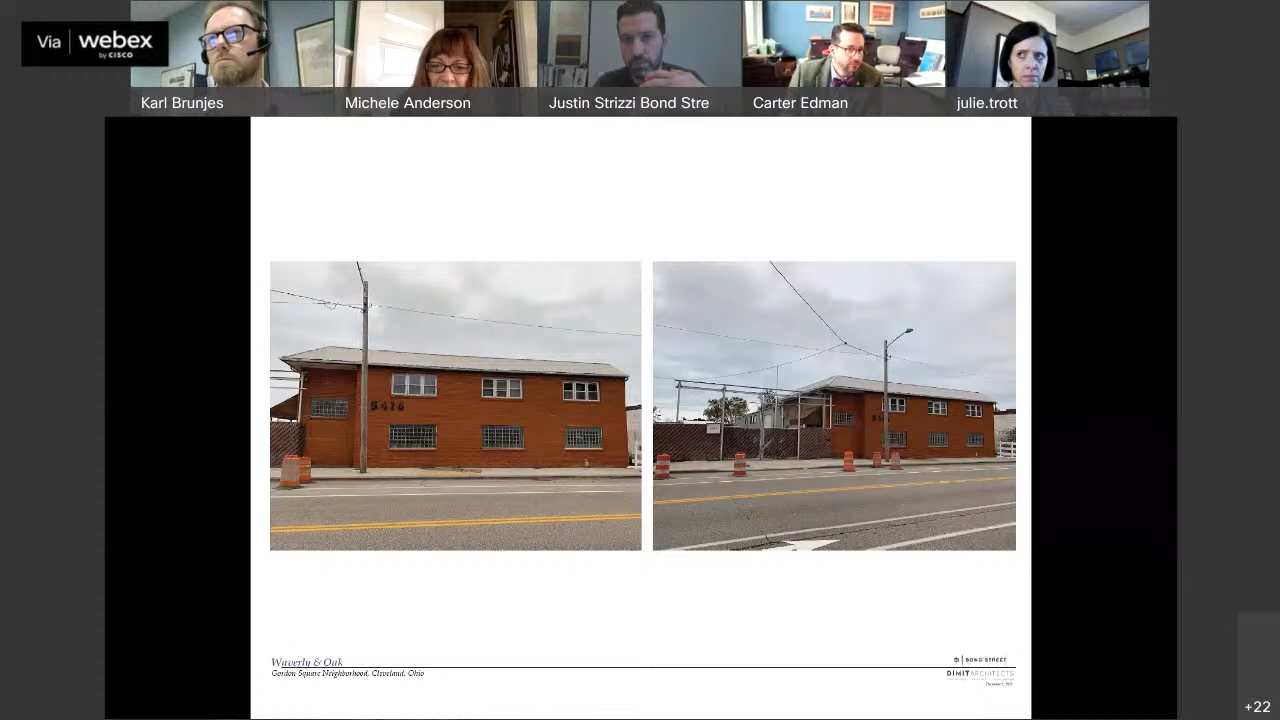 Via webex
by CISCO
Karl Brunjes
Michele Anderson
Justin Strizzi Bond Stre
Carter Edman
julie.trott
5416
Waverly & Oak
Gordon Square Neighborhood, Cleveland, Ohio
BOND STREET
DIMIT ARCHITECTS
+22